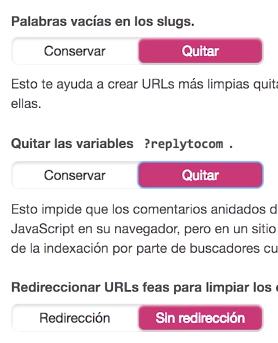 Palabras vacías en los slugs.
Conservar Quitar
Esto te ayuda a crear URLs más limpias
ellas.
Quitar las variables ?replytocom .
Conservar Quitar
Esto impide que los comentarios anidados
JavaScript en su navegador, pero en un sitio
de la indexación por parte de buscadores
Redireccionar URLs feas para limpiar los
Redirección Sin redirección